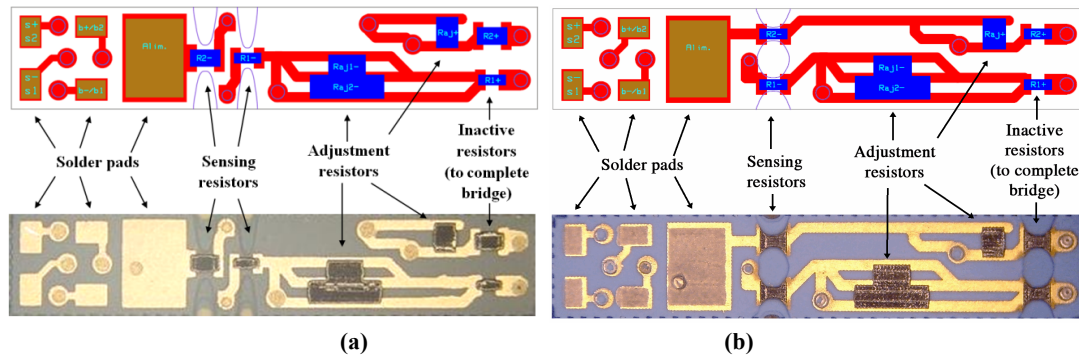 s+
s2
b+/b2
s-
s1
b-/b1
Alim.
R2-
R1-
Raj+
R2+
Raj1-
Raj2-
R1+
Solder pads
Sensing
resistors
Adjustment
resistors
Inactive
resistors
(to complete
bridge)
(a)
s+
s2
b+/b2
s-
s1
b-/b1
Alim.
R2-
R1-
Raj+
R2+
Raj1-
Raj2-
R1+
Solder pads
Sensing
resistors
Adjustment
resistors
Inactive
resistors
(to complete
bridge)
(b)